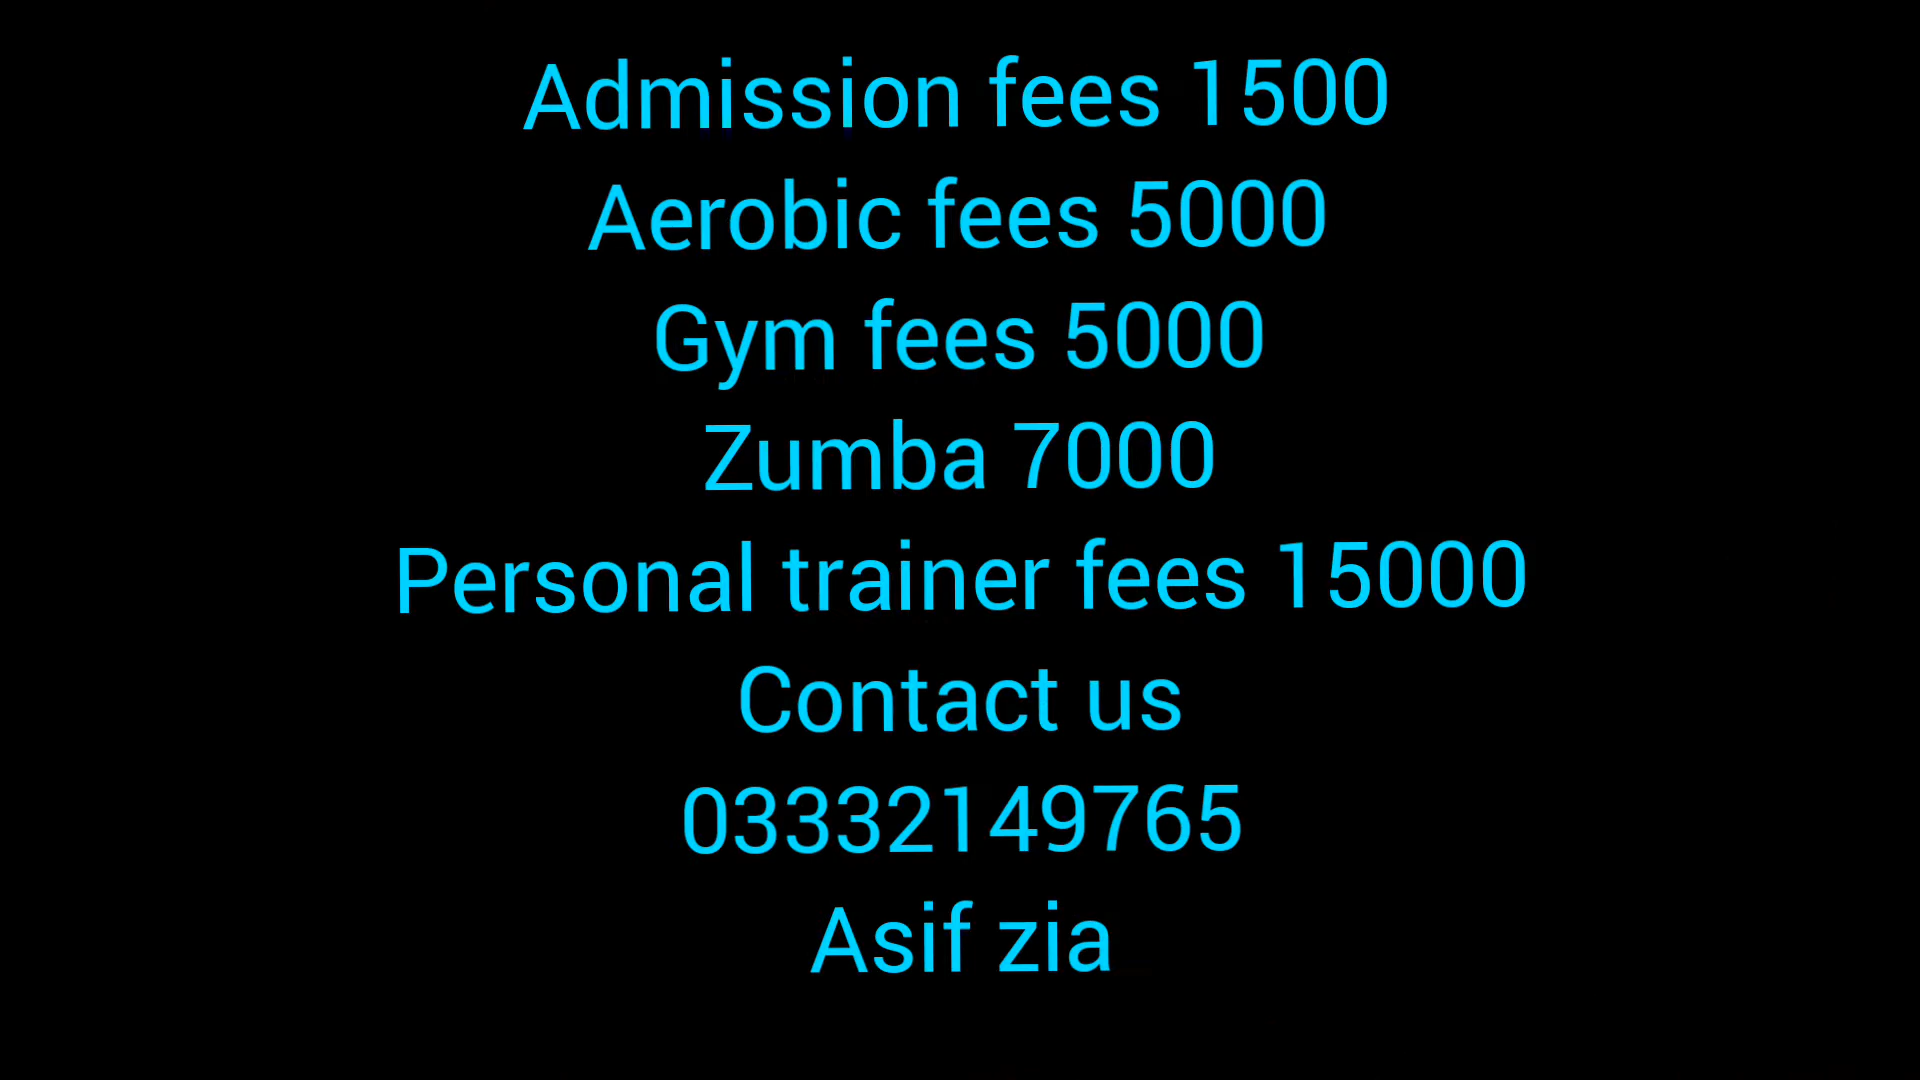 Admission fees 1500
Aerobic fees 5000
Gym fees 5000
Zumba 7000
Personal trainer fees 15000
Contact us
03332149765
Asif zia